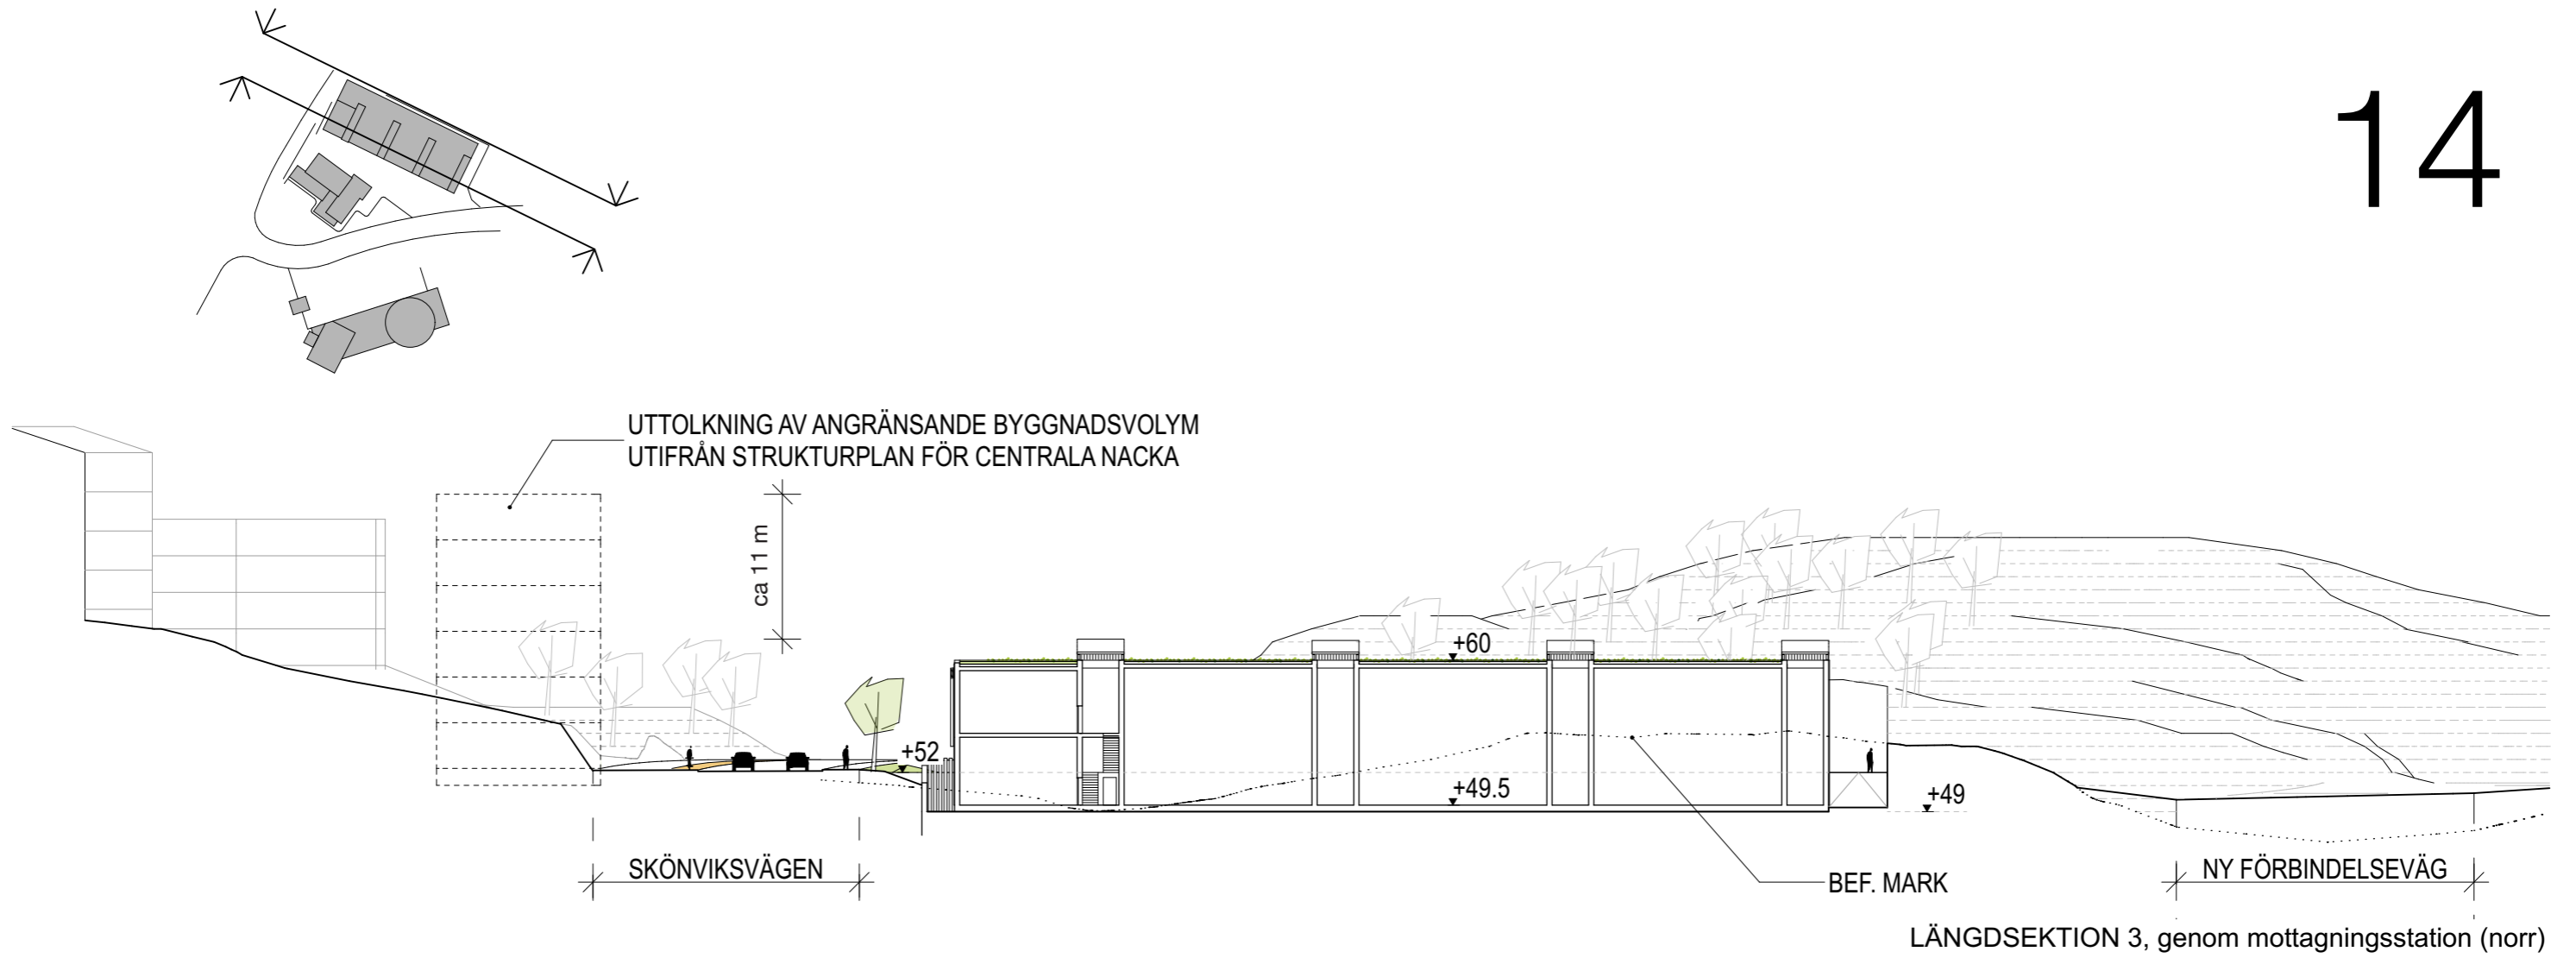 14
UTTOLKNING AV ANGRÄNSANDE BYGGNADSVOLYM
UTIFRÅN STRUKTURPLAN FÖR CENTRALA NACKA
ca 11 m
+60
+52
+49.5
+49
SKÖNVIKSVÄGEN
BEF. MARK
NY FÖRBINDELSEVÄG
LÄNGDSEKTION 3, genom mottagningsstation (norr)